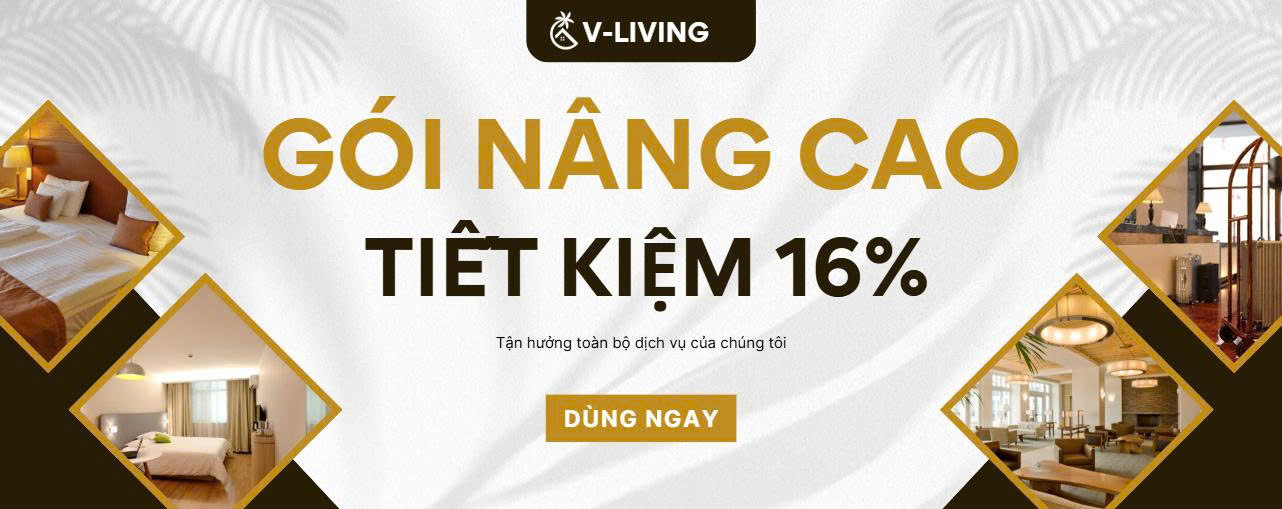 V-LIVING
GÓI NÂNG CAO
TIẾT KIỆM 16%
Tận hưởng toàn bộ dịch vụ của chúng tôi
DÙNG NGAY